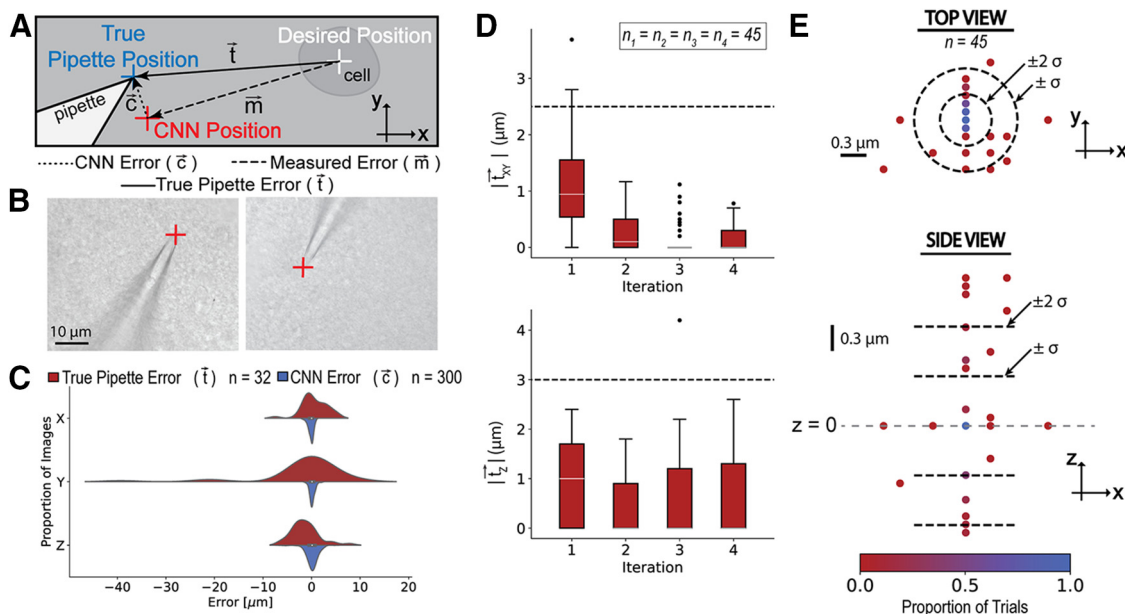 A
True
Pipette Position
Desired Position
t
cell
pipette
c
m
CNN Position
y
x
CNN Error ( c )
Measured Error ( m )
True Pipette Error ( t )
B
10 μm
C
True Pipette Error ( t ) n = 32 CNN Error ( c ) n = 300
Proportion of Images
X
Y
Z
−40 −30 −20 −10 0 10 20
Error [μm]
D
n1 = n2 = n3 = n4 = 45
|t XY| (μm)
3
2
1
0
1 2 3 4
Iteration
|t Z| (μm)
4
3
2
1
0
1 2 3 4
Iteration
E
TOP VIEW
n = 45
±2 σ
± σ
0.3 μm
y
x
SIDE VIEW
±2 σ
0.3 μm
± σ
z = 0
z
x
0.0 0.5 1.0
Proportion of Trials